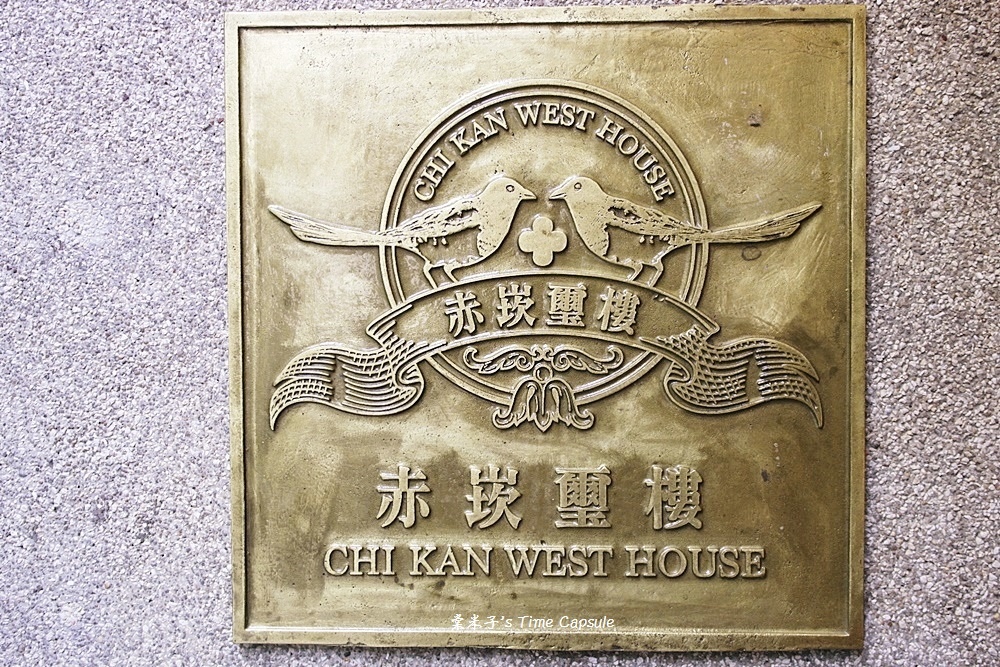 CHI KAN WEST HOUSE
赤崁璽樓
赤崁璽樓
CHI KAN WEST HOUSE
's Time Capsule